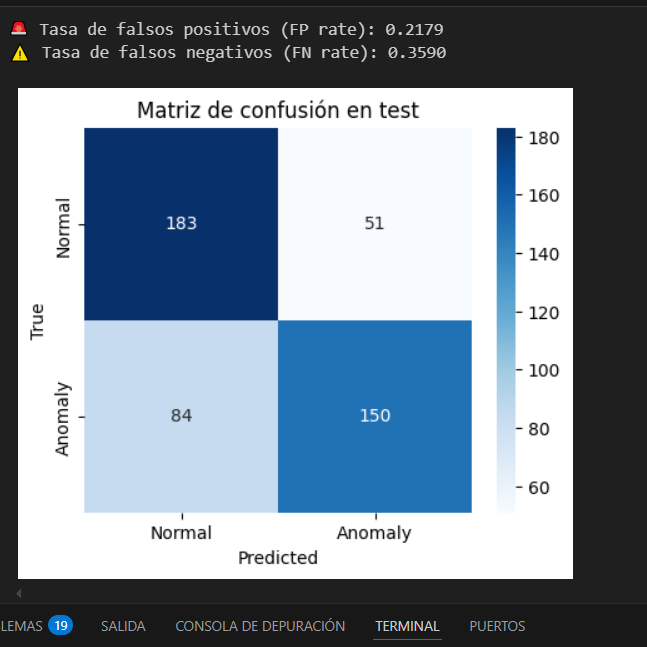 🚨 Tasa de falsos positivos (FP rate): 0.2179
⚠️ Tasa de falsos negativos (FN rate): 0.3590
Matriz de confusión en test
Normal
183
51
Anomaly
84
150
True
Normal
Anomaly
Predicted
180
160
140
120
100
80
60
LEMAS 19 SALIDA CONSOLA DE DEPURACIÓN TERMINAL PUERTOS